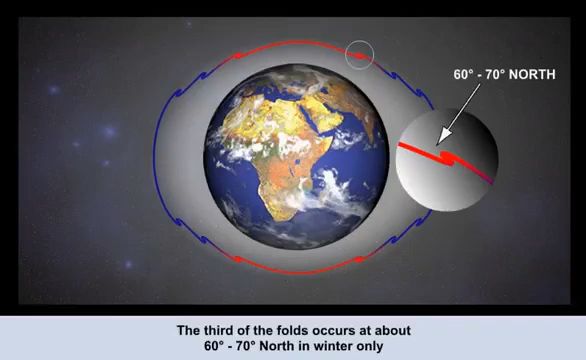 60° - 70° NORTH
The third of the folds occurs at about
60° - 70° North in winter only